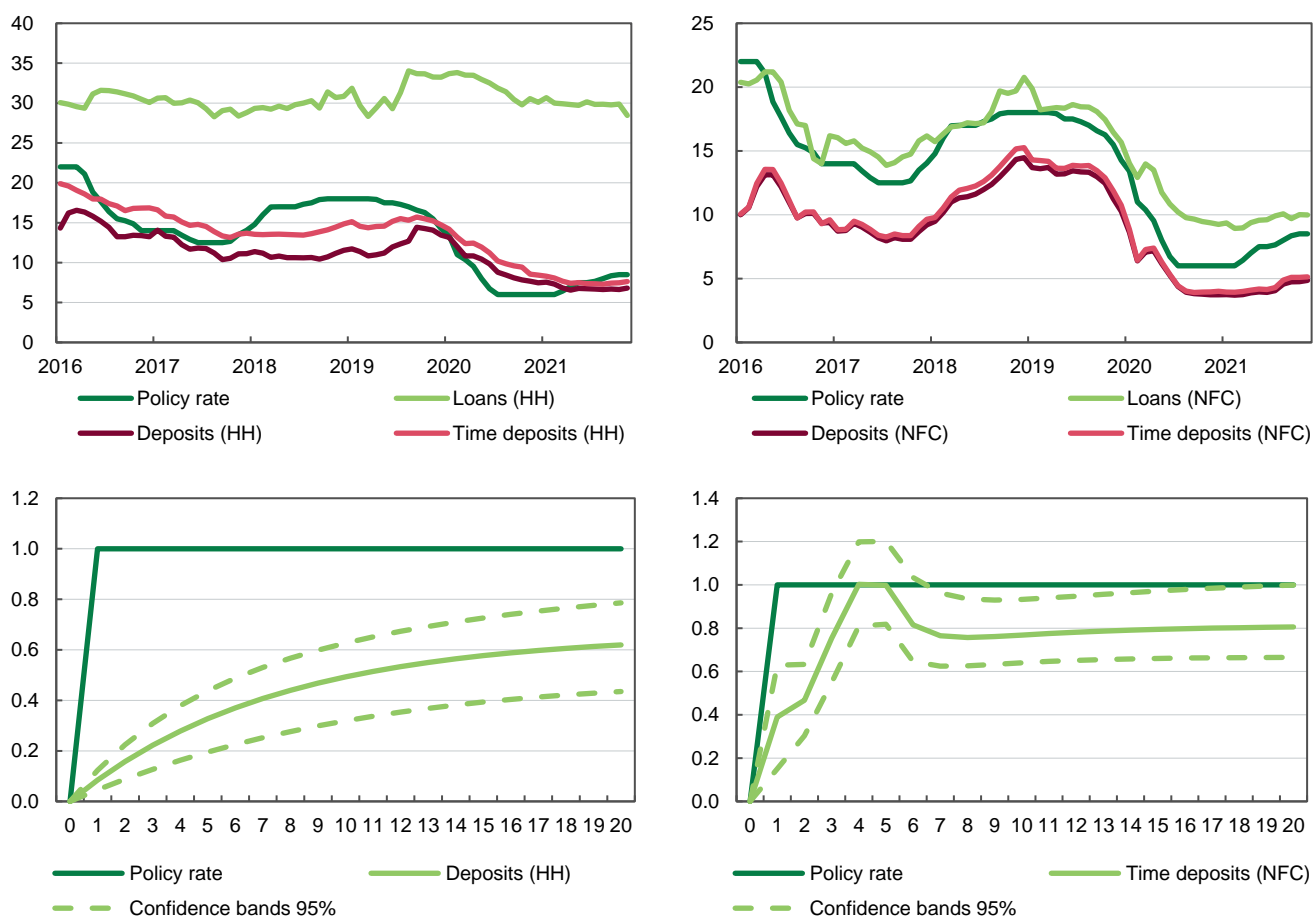 40
35
30
25
20
15
10
5
0
2016 2017 2018 2019 2020 2021
Policy rate Loans (HH)
Deposits (HH) Time deposits (HH)
25
20
15
10
5
0
2016 2017 2018 2019 2020 2021
Policy rate Loans (NFC)
Deposits (NFC) Time deposits (NFC)
1.2
1.0
0.8
0.6
0.4
0.2
0.0
0 1 2 3 4 5 6 7 8 9 10 11 12 13 14 15 16 17 18 19 20
Policy rate Deposits (HH)
Confidence bands 95%
1.4
1.2
1.0
0.8
0.6
0.4
0.2
0.0
0 1 2 3 4 5 6 7 8 9 10 11 12 13 14 15 16 17 18 19 20
Policy rate Time deposits (NFC)
Confidence bands 95%